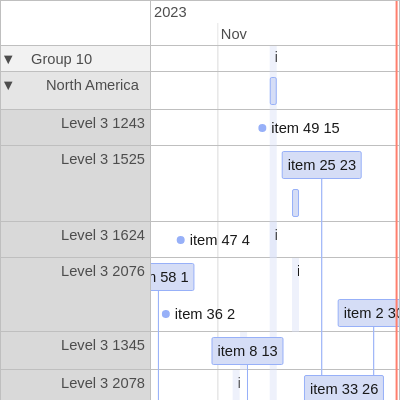 2023
Nov
▼ Group 10
i
▼ North America
Level 3 1243
item 49 15
Level 3 1525
item 25 23
Level 3 1624
item 47 4
i
Level 3 2076
58 1
i
item 36 2
item 2
Level 3 1345
item 8 13
Level 3 2078
i
item 33 26